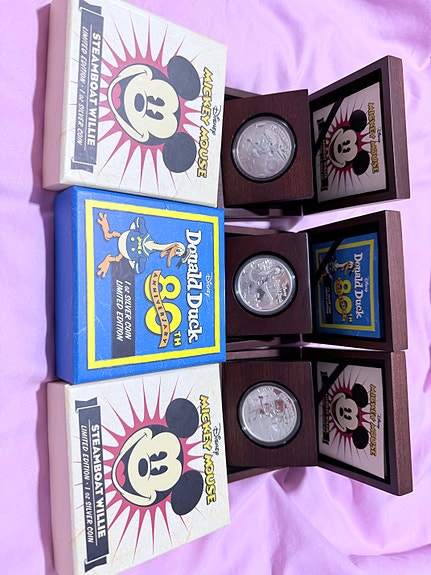 Disney
MICKEY MOUSE
STEAMBOAT WILLIE
LIMITED EDITION · 1 OZ SILVER COIN
Disney
MICKEY MOUSE
Disney
Donald Duck
80TH
ANNIVERSARY
1 OZ SILVER COIN
LIMITED EDITION
Disney
Donald Duck
80TH
Disney
MICKEY MOUSE
STEAMBOAT WILLIE
LIMITED EDITION · 1 OZ SILVER COIN
Disney
MICKEY MOUSE